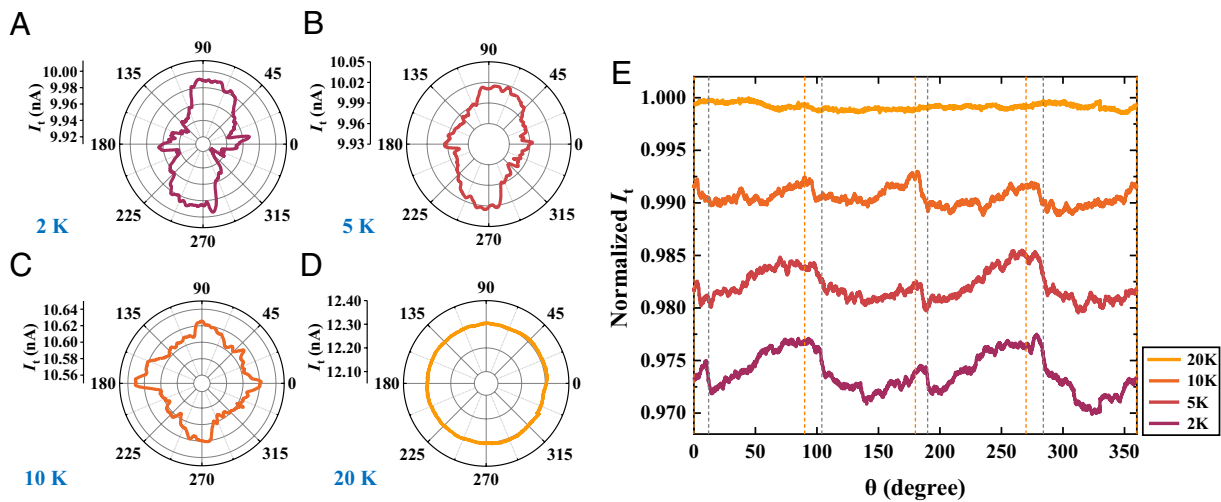 A
90
135
45
10.00
9.98
9.96
9.94
9.92
I_t (nA)
180
0
225
315
270
2 K
B
90
135
45
10.05
10.02
9.99
9.96
9.93
I_t (nA)
180
0
225
315
270
5 K
C
90
135
45
10.64
10.62
10.60
10.58
10.56
I_t (nA)
180
0
225
315
270
10 K
D
90
135
45
12.40
12.30
12.20
12.10
I_t (nA)
180
0
225
315
270
20 K
E
1.000
0.995
0.990
0.985
0.980
0.975
0.970
Normalized I_t
0 50 100 150 200 250 300 350
θ (degree)
20K
10K
5K
2K